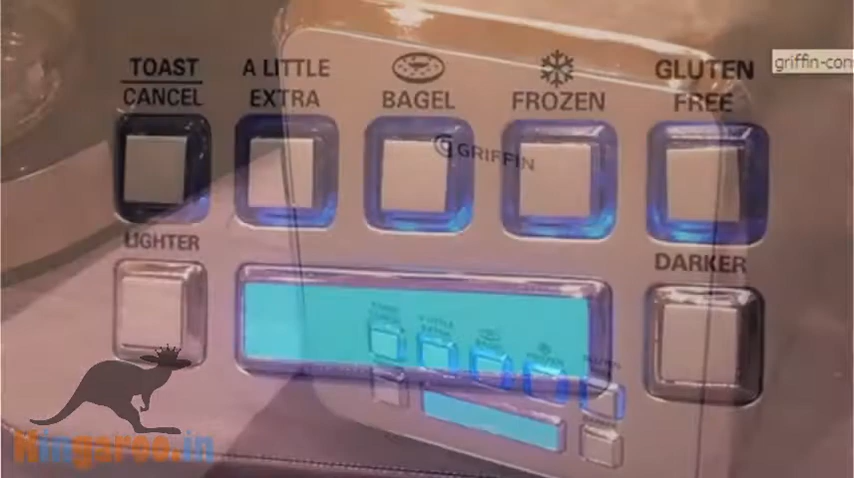 TOAST
CANCEL
A LITTLE
EXTRA
BAGEL
FROZEN
GLUTEN
FREE
griffin-con
GRIFFIN
LIGHTER
DARKER
Kingaroo.in